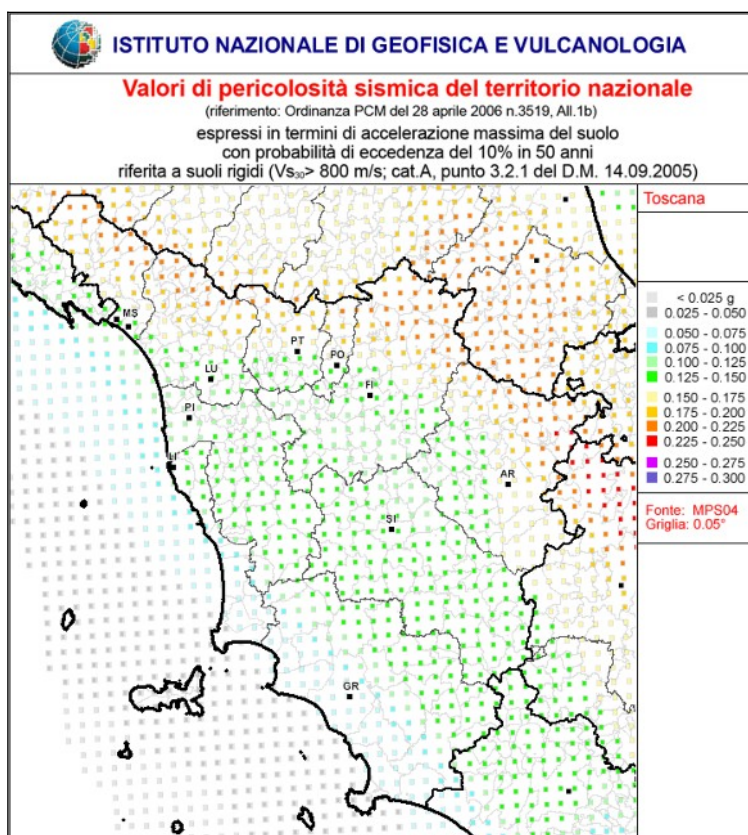 ISTITUTO NAZIONALE DI GEOFISICA E VULCANOLOGIA
Valori di pericolosità sismica del territorio nazionale
(riferimento: Ordinanza PCM del 28 aprile 2006 n.3519, All.1b)
espressi in termini di accelerazione massima del suolo
con probabilità di eccedenza del 10% in 50 anni
riferita a suoli rigidi (Vs30> 800 m/s; cat.A, punto 3.2.1 del D.M. 14.09.2005)
Toscana
< 0.025 g
0.025 - 0.050
0.050 - 0.075
0.075 - 0.100
0.100 - 0.125
0.125 - 0.150
0.150 - 0.175
0.175 - 0.200
0.200 - 0.225
0.225 - 0.250
0.250 - 0.275
0.275 - 0.300
Fonte: MPS04
Griglia: 0.05°
MS
PT
PO
LU
FI
PI
LI
AR
SI
GR